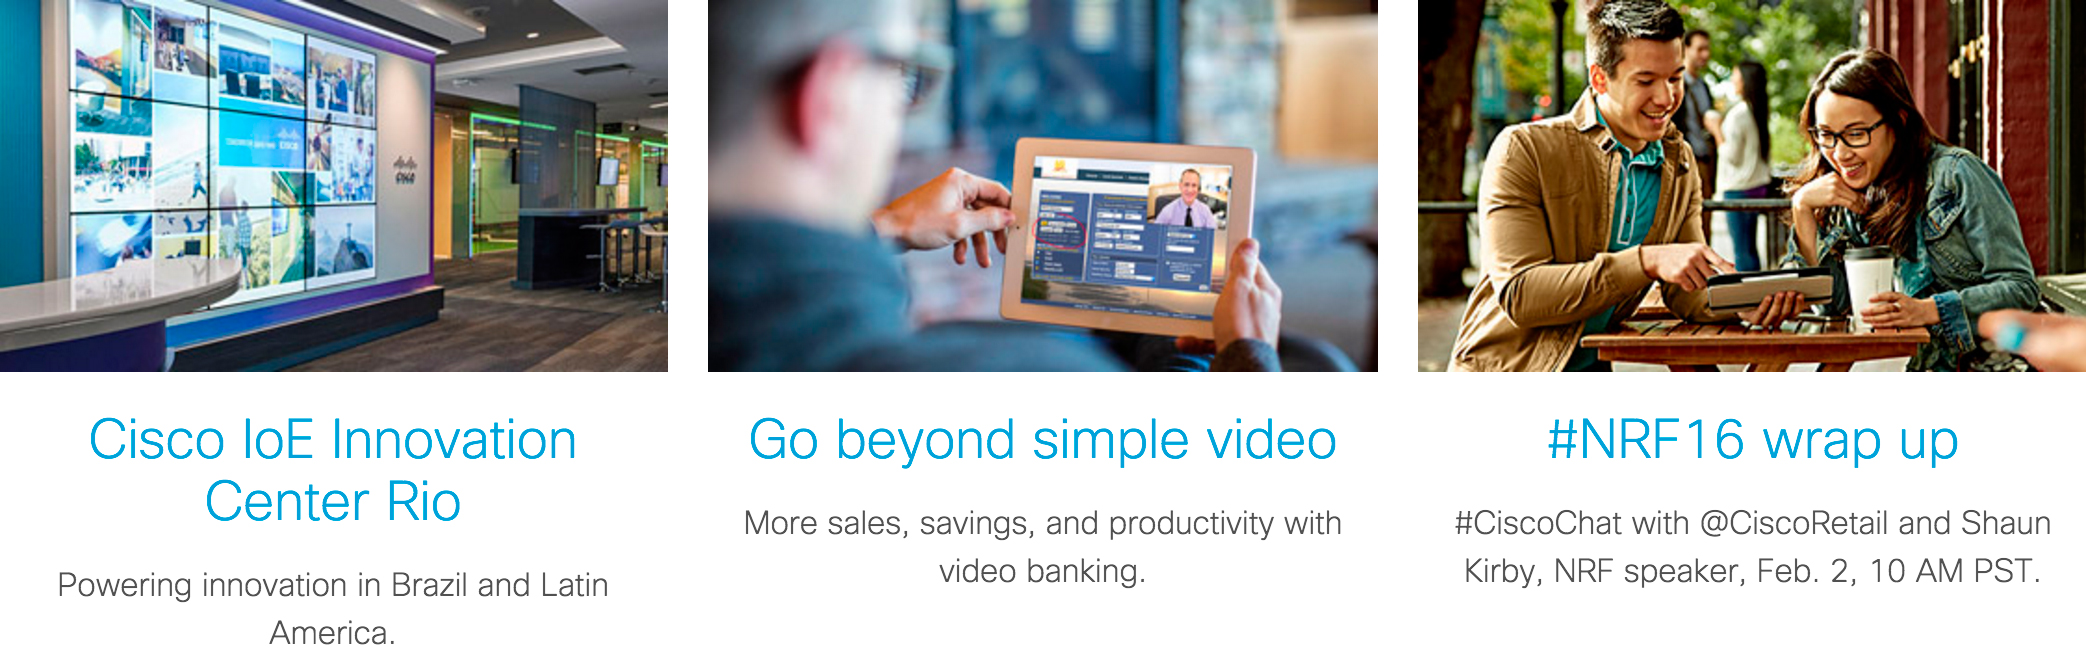 CISCO
Cisco IoE Innovation
Center Rio
Powering innovation in Brazil and Latin
America.
Go beyond simple video
More sales, savings, and productivity with
video banking.
#NRF16 wrap up
#CiscoChat with @CiscoRetail and Shaun
Kirby, NRF speaker, Feb. 2, 10 AM PST.